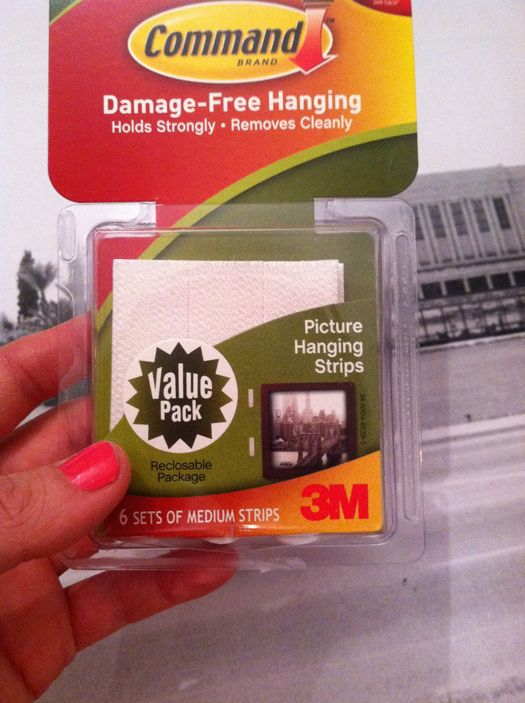 Command™
BRAND
Damage-Free Hanging
Holds Strongly • Removes Cleanly
Picture
Hanging
Strips
Value
Pack
Reclosable
Package
6 SETS OF MEDIUM STRIPS
3M